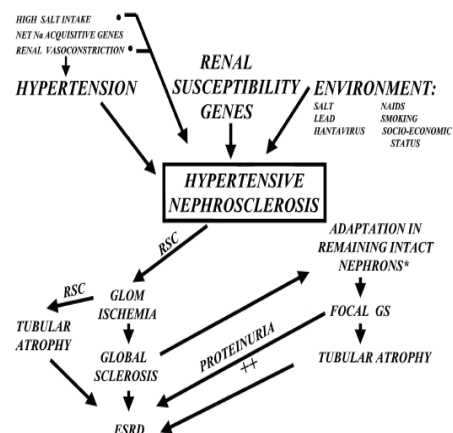 HIGH SALT INTAKE
NET Na ACQUISITIVE GENES
RENAL VASOCONSTRICTION
HYPERTENSION
RENAL
SUSCEPTIBILITY
GENES
ENVIRONMENT:
SALT
LEAD
HANTAVIRUS
NAIDS
SMOKING
SOCIO-ECONOMIC
STATUS
HYPERTENSIVE
NEPHROSCLEROSIS
RSC
ADAPTATION IN
REMAINING INTACT
NEPHRONS*
RSC
GLOM
ISCHEMIA
TUBULAR
ATROPHY
GLOBAL
SCLEROSIS
PROTEINURIA
++
FOCAL GS
TUBULAR ATROPHY
ESRD